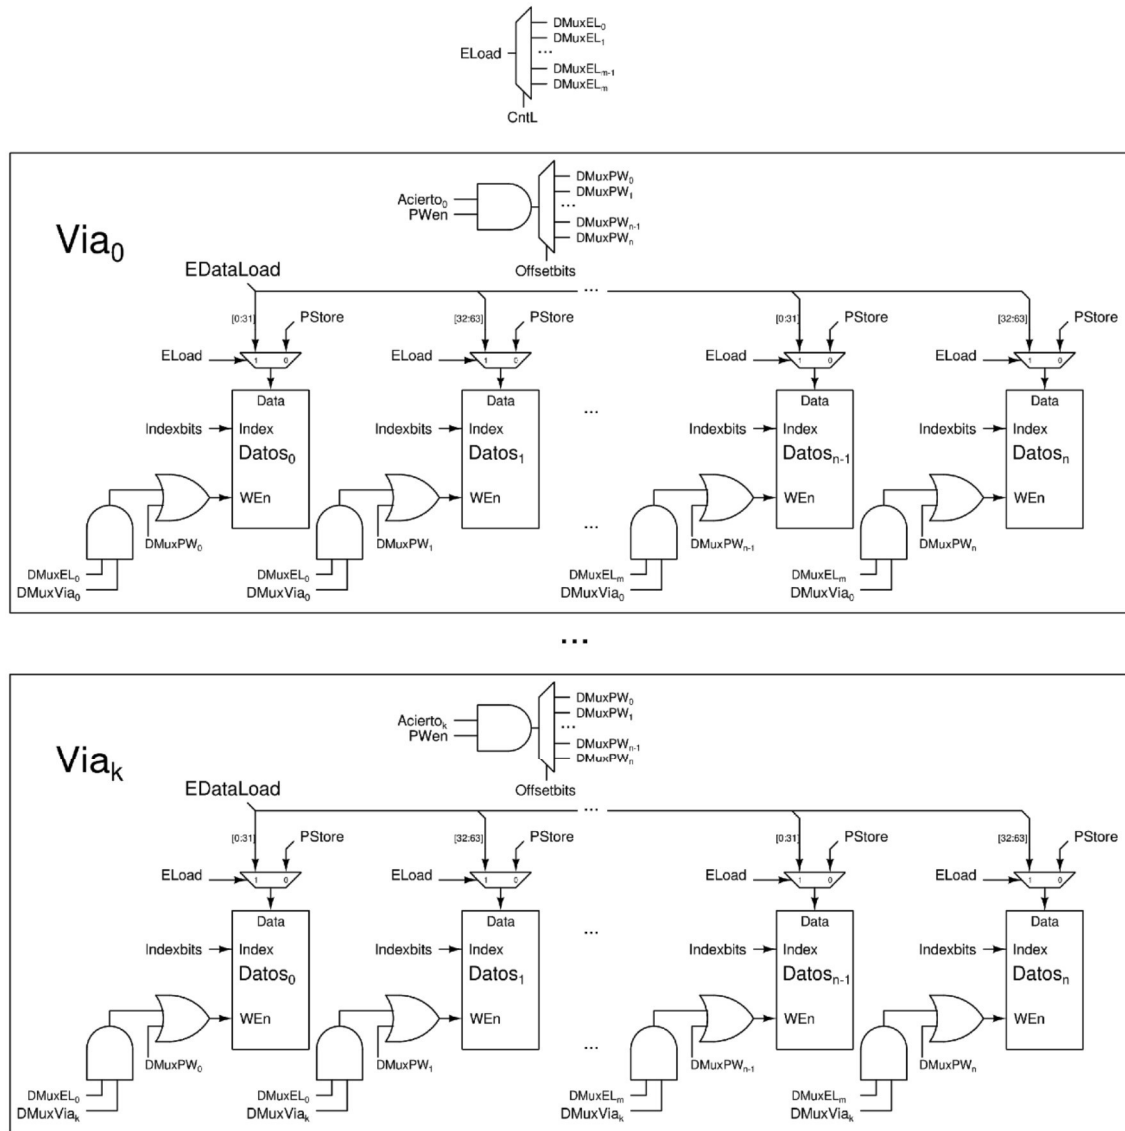 DMuxEL0
DMuxEL1
ELoad
...
DMuxELm-1
DMuxELm
CntL
Via0
Acierto0
PWen
DMuxPW0
DMuxPW1
...
DMuxPWn-1
DMuxPWn
Offsetbits
EDataLoad
...
[0:31] PStore [32:63] PStore [0:31] PStore [32:63] PStore
ELoad 1 0 ELoad 1 0 ELoad 1 0 ELoad 1 0
Data Data ... Data Data
Indexbits Index Indexbits Index Indexbits Index Indexbits Index
Datos0 Datos1 Datosn-1 Datosn
WEn WEn ... WEn WEn
DMuxPW0 DMuxPW1 DMuxPWn-1 DMuxPWn
DMuxEL0 DMuxEL0 DMuxELm DMuxELm
DMuxVia0 DMuxVia0 DMuxVia0 DMuxVia0
...
Viak
Aciertok
PWen
DMuxPW0
DMuxPW1
...
DMuxPWn-1
DMuxPWn
Offsetbits
EDataLoad
...
[0:31] PStore [32:63] PStore [0:31] PStore [32:63] PStore
ELoad 1 0 ELoad 1 0 ELoad 1 0 ELoad 1 0
Data Data ... Data Data
Indexbits Index Indexbits Index Indexbits Index Indexbits Index
Datos0 Datos1 Datosn-1 Datosn
WEn WEn ... WEn WEn
DMuxPW0 DMuxPW1 DMuxPWn-1 DMuxPWn
DMuxEL0 DMuxEL0 DMuxELm DMuxELm
DMuxViak DMuxViak DMuxViak DMuxViak